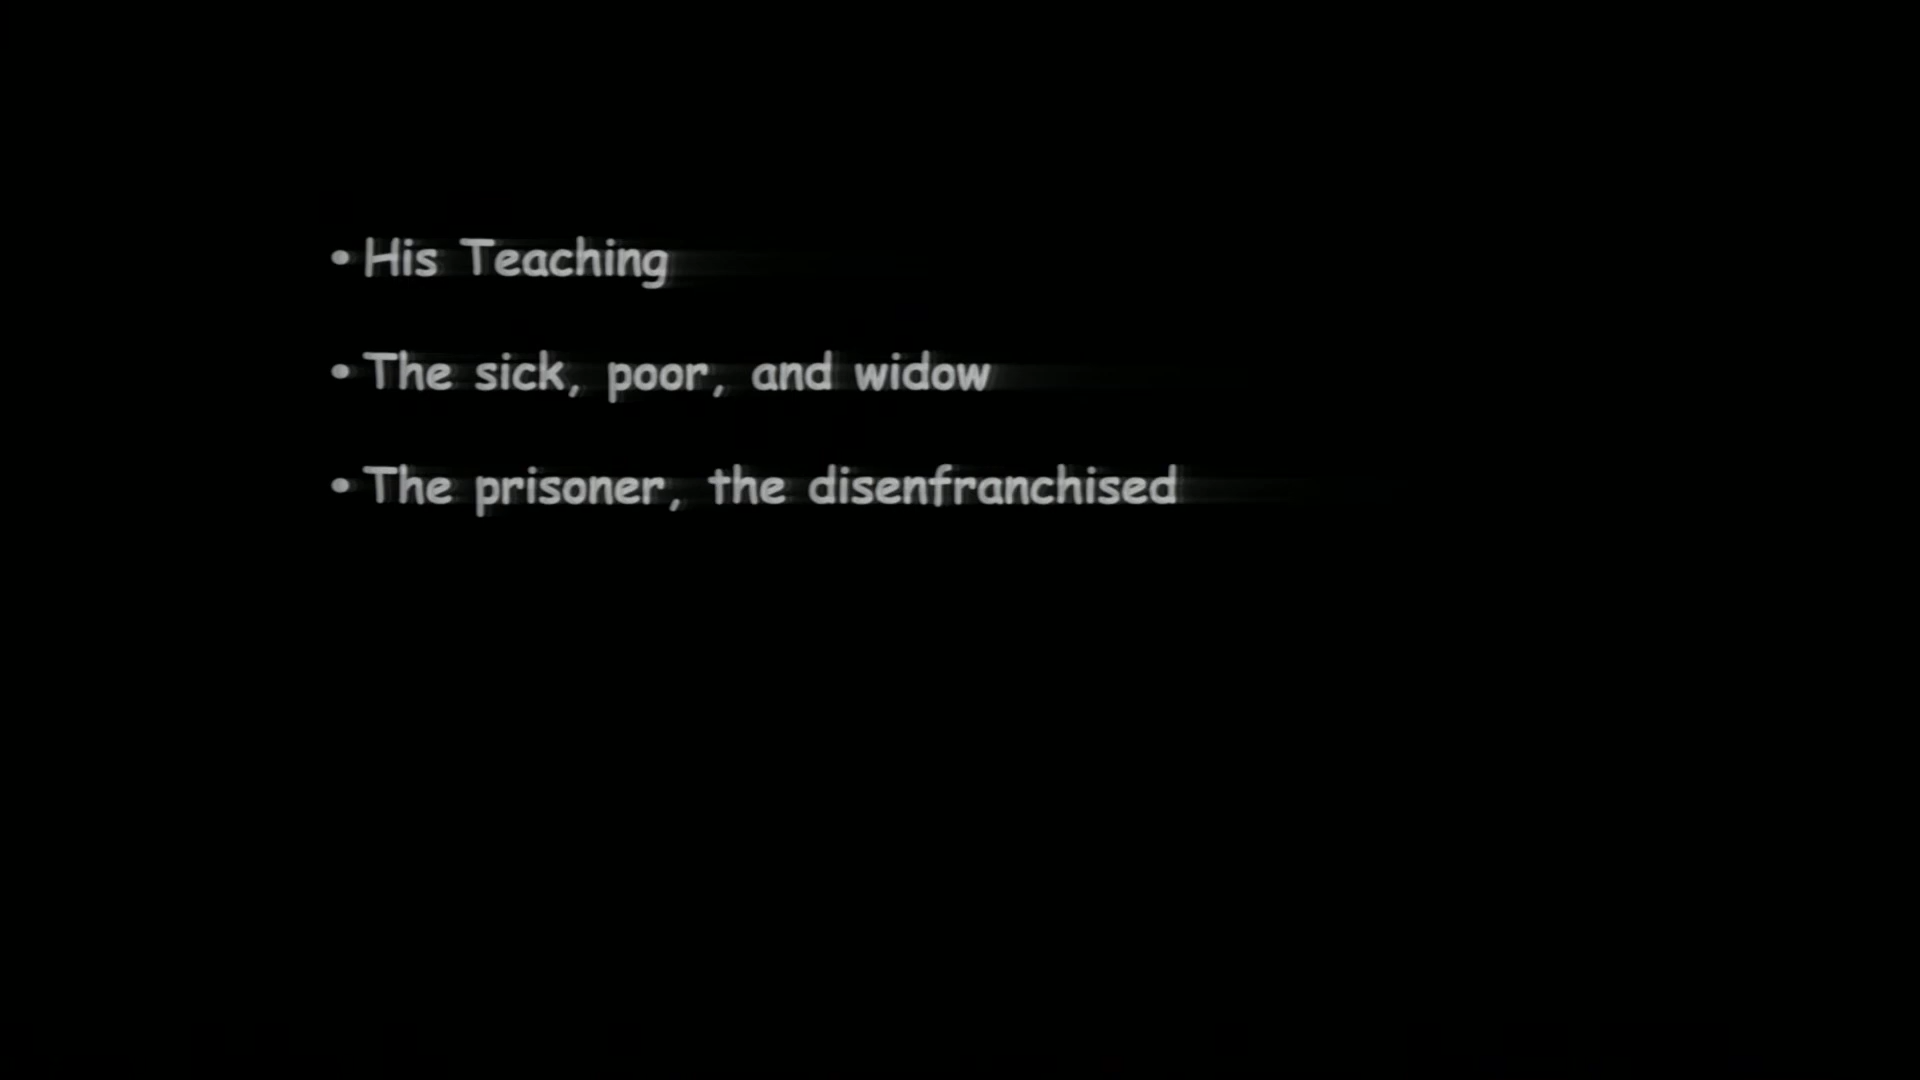 • His Teaching
• The sick, poor, and widow
• The prisoner, the disenfranchised